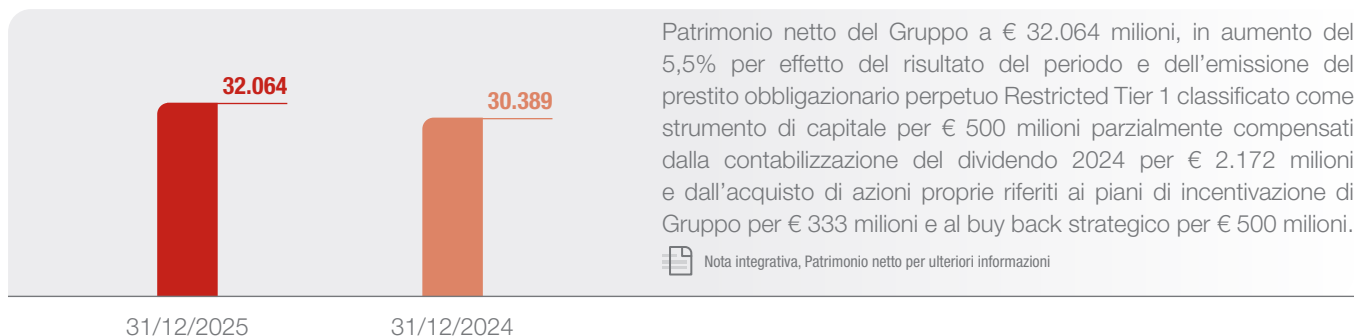 32.064
30.389
31/12/2025
31/12/2024
Patrimonio netto del Gruppo a € 32.064 milioni, in aumento del
5,5% per effetto del risultato del periodo e dell'emissione del
prestito obbligazionario perpetuo Restricted Tier 1 classificato come
strumento di capitale per € 500 milioni parzialmente compensati
dalla contabilizzazione del dividendo 2024 per € 2.172 milioni
e dall'acquisto di azioni proprie riferiti ai piani di incentivazione di
Gruppo per € 333 milioni e al buy back strategico per € 500 milioni.
Nota integrativa, Patrimonio netto per ulteriori informazioni